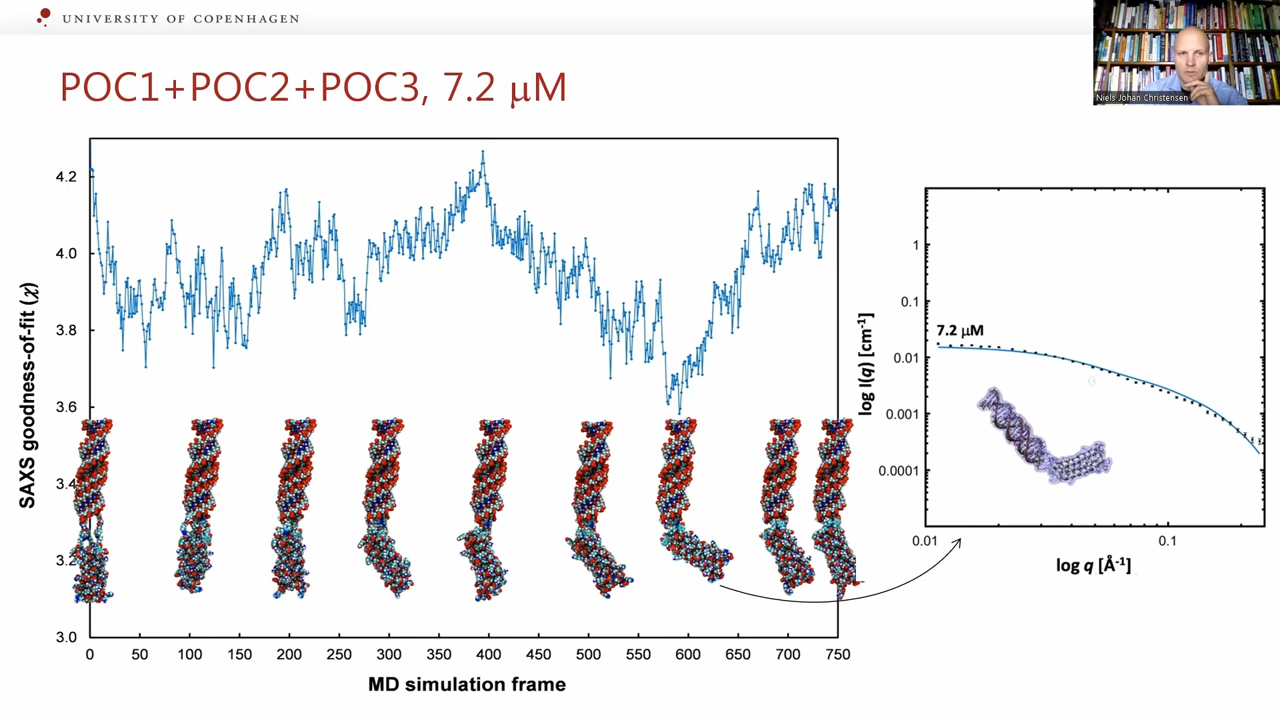 UNIVERSITY OF COPENHAGEN
Niels Johan Christensen
POC1+POC2+POC3, 7.2 μM
SAXS goodness-of-fit (χ)
4.2
4.0
3.8
3.6
3.4
3.2
3.0
0 50 100 150 200 250 300 350 400 450 500 550 600 650 700 750
MD simulation frame
log I(q) [cm⁻¹]
1
0.1
0.01
0.001
0.0001
7.2 μM
0.01 0.1
log q [Å⁻¹]